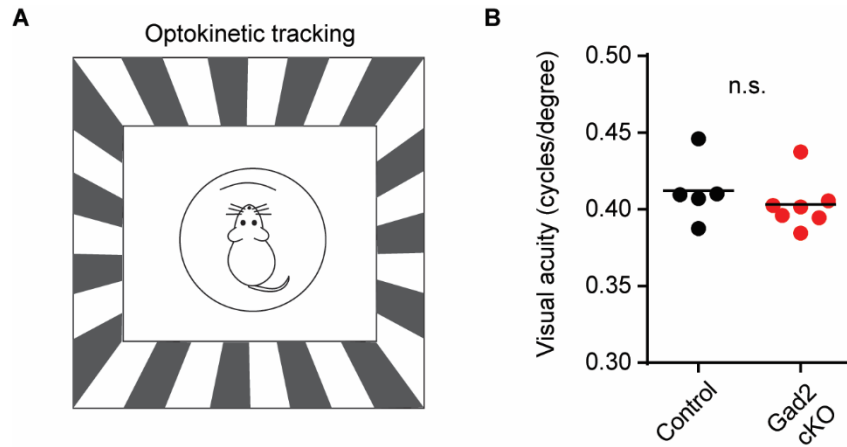 A
Optokinetic tracking
B
Visual acuity (cycles/degree)
0.50
0.45
0.40
0.35
0.30
n.s.
Control
Gad2
cKO